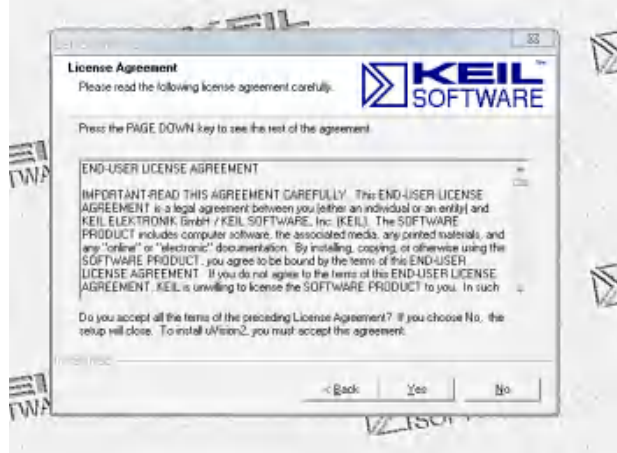 License Agreement
Please read the following license agreement carefully.
KEIL
SOFTWARE
Press the PAGE DOWN key to see the rest of the agreement.
END-USER LICENSE AGREEMENT
IMPORTANT-READ THIS AGREEMENT CAREFULLY. This END-USER LICENSE
AGREEMENT is a legal agreement between you (either an individual or an entity) and
KEIL ELEKTRONIK GmbH / KEIL SOFTWARE, Inc. (KEIL). The SOFTWARE
PRODUCT includes computer software, the associated media, any printed materials, and
any "online" or "electronic" documentation. By installing, copying, or otherwise using the
SOFTWARE PRODUCT, you agree to be bound by the terms of this END-USER
LICENSE AGREEMENT. If you do not agree to the terms of this END-USER LICENSE
AGREEMENT, KEIL is unwilling to license the SOFTWARE PRODUCT to you. In such
Do you accept all the terms of the preceding License Agreement? If you choose No, the
setup will close. To install uVision2, you must accept this agreement.
< Back
Yes
No